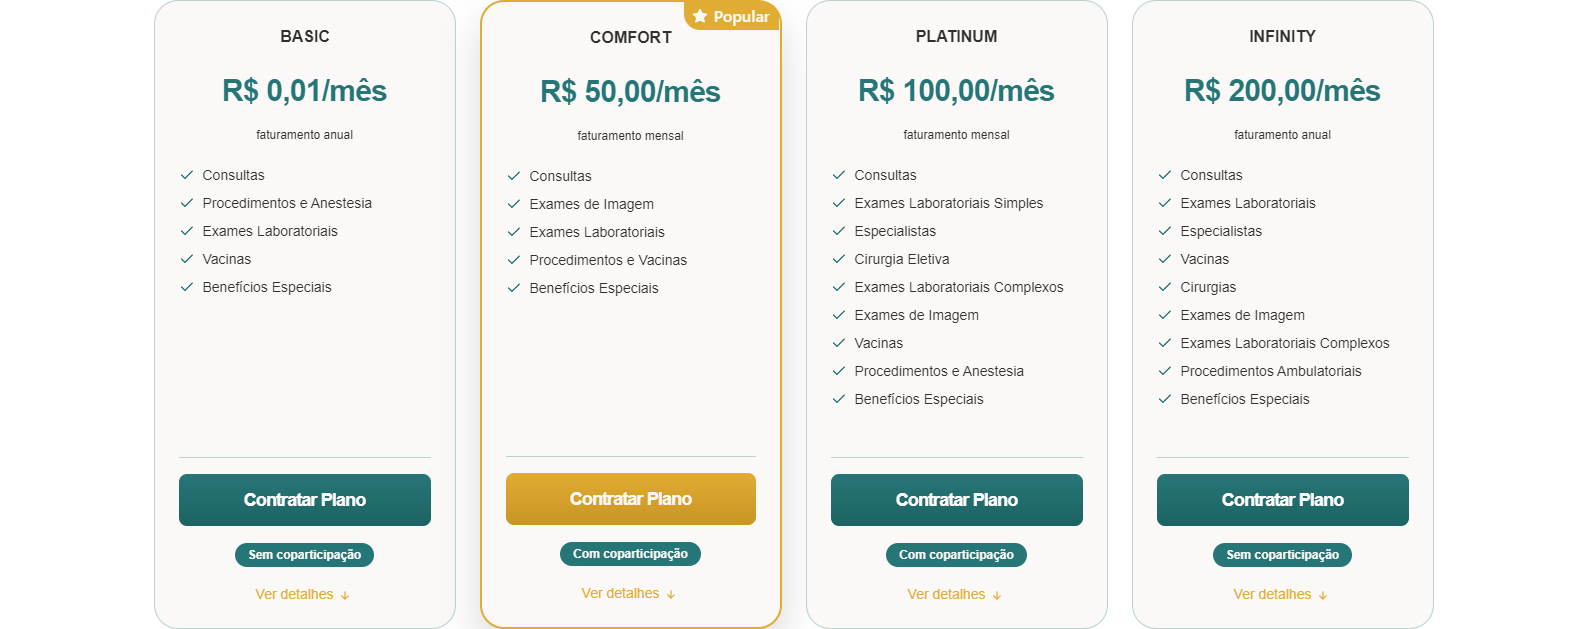 BASIC
R$ 0,01/mês
faturamento anual
Consultas
Procedimentos e Anestesia
Exames Laboratoriais
Vacinas
Benefícios Especiais
Contratar Plano
Sem coparticipação
Ver detalhes
Popular
COMFORT
R$ 50,00/mês
faturamento mensal
Consultas
Exames de Imagem
Exames Laboratoriais
Procedimentos e Vacinas
Benefícios Especiais
Contratar Plano
Com coparticipação
Ver detalhes
PLATINUM
R$ 100,00/mês
faturamento mensal
Consultas
Exames Laboratoriais Simples
Especialistas
Cirurgia Eletiva
Exames Laboratoriais Complexos
Exames de Imagem
Vacinas
Procedimentos e Anestesia
Benefícios Especiais
Contratar Plano
Com coparticipação
Ver detalhes
INFINITY
R$ 200,00/mês
faturamento anual
Consultas
Exames Laboratoriais
Especialistas
Vacinas
Cirurgias
Exames de Imagem
Exames Laboratoriais Complexos
Procedimentos Ambulatoriais
Benefícios Especiais
Contratar Plano
Sem coparticipação
Ver detalhes